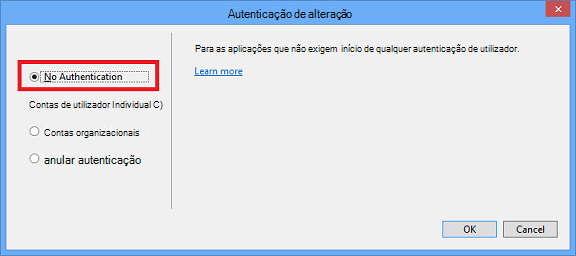 Autenticação de alteração
No Authentication
Contas de utilizador Individual C)
Contas organizacionais
anular autenticação
Para as aplicações que não exigem início de qualquer autenticação de utilizador.
Learn more
OK
Cancel